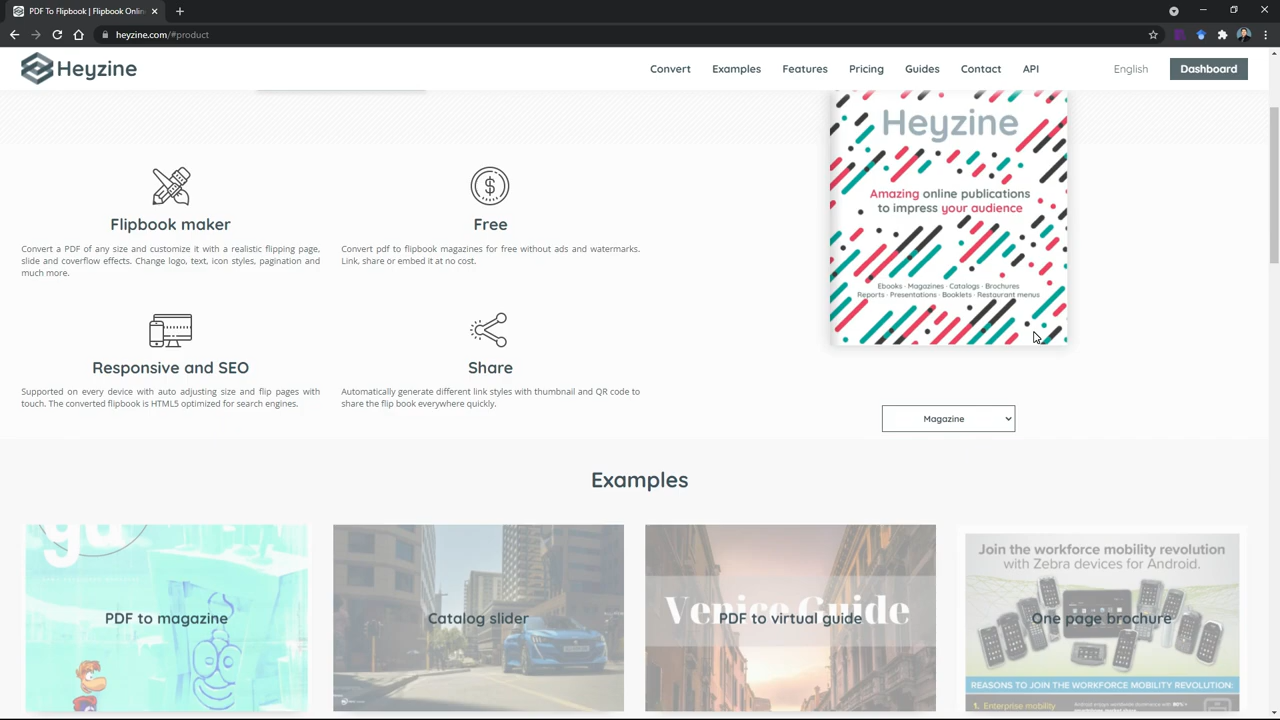 PDF To Flipbook | Flipbook Onlin
heyzine.com/#product
Heyzine
Convert
Examples
Features
Pricing
Guides
Contact
API
English
Dashboard
Flipbook maker
Convert a PDF of any size and customize it with a realistic flipping page,
slide and coverflow effects. Change logo, text, icon styles, pagination and
much more.
Free
Convert pdf to flipbook magazines for free without ads and watermarks.
Link, share or embed it at no cost.
Responsive and SEO
Supported on every device with auto adjusting size and flip pages with
touch. The converted flipbook is HTML5 optimized for search engines.
Share
Automatically generate different link styles with thumbnail and QR code to
share the flip book everywhere quickly.
Heyzine
Amazing online publications
to impress your audience
Ebooks · Magazines · Catalogs · Brochures
Reports · Presentations · Booklets · Restaurant menus
Magazine
Examples
PDF to magazine
Catalog slider
Venice Guide
PDF to virtual guide
Join the workforce mobility revolution
with Zebra devices for Android.
One page brochure
REASONS TO JOIN THE WORKFORCE MOBILITY REVOLUTION:
1. Enterprise mobility